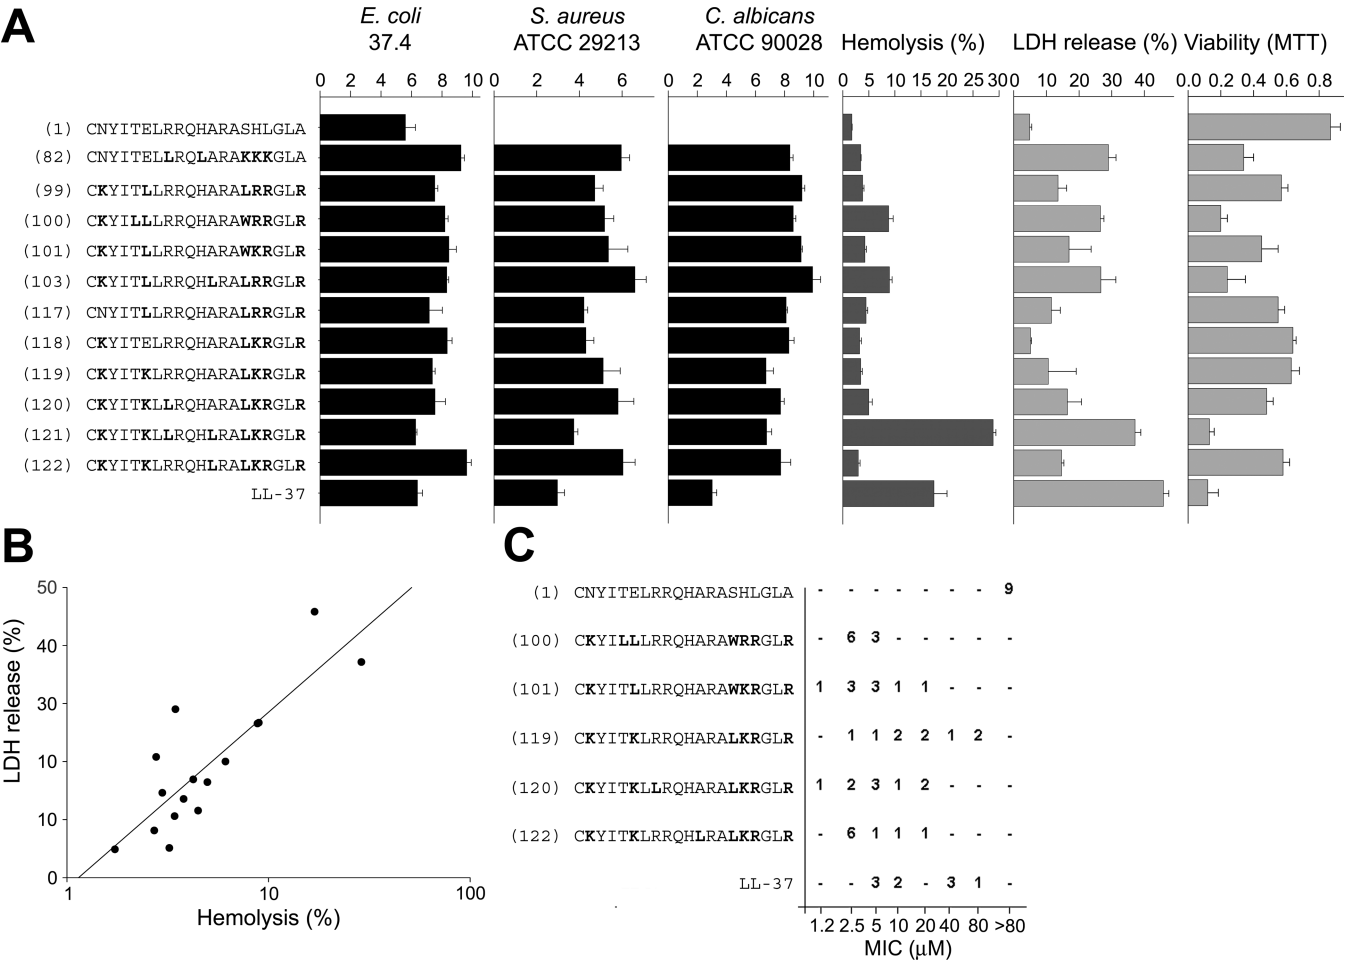 A
E. coli
37.4
S. aureus
ATCC 29213
C. albicans
ATCC 90028
Hemolysis (%)
LDH release (%)
Viability (MTT)
0 2 4 6 8 10
0 2 4 6
0 2 4 6 8 10
0 5 10 15 20 25 30
0 10 20 30 40
0.0 0.2 0.4 0.6 0.8
(1) CNYITELRRQHARASHLGLA
(82) CNYITELLRQLARAKKKGLA
(99) CKYITLLRRQHARALRRGLR
(100) CKYILLLRRQHARAWRRGLR
(101) CKYITLLRRQHARAWKRGLR
(103) CKYITLLRRQHLRALRRGLR
(117) CNYITLLRRQHARALRRGLR
(118) CKYITELRRQHARALKRGLR
(119) CKYITKLRRQHARALKRGLR
(120) CKYITKLLRQHARALKRGLR
(121) CKYITKLLRQHLRALKRGLR
(122) CKYITKLRRQHLRALKRGLR
LL-37
B
LDH release (%)
50
40
30
10
10
0
1 10 100
Hemolysis (%)
C
(1) CNYITELRRQHARASHLGLA - - - - - - - 9
(100) CKYILLLRRQHARAWRRGLR - 6 3 - - - - -
(101) CKYITLLRRQHARAWKRGLR 1 3 3 1 1 - - -
(119) CKYITKLRRQHARALKRGLR - 1 1 2 2 1 2 -
(120) CKYITKLLRQHARALKRGLR 1 2 3 1 2 - - -
(122) CKYITKLRRQHLRALKRGLR - 6 1 1 1 - - -
LL-37 - - 3 2 - 3 1 -
1.2 2.5 5 10 20 40 80 >80
MIC (µM)